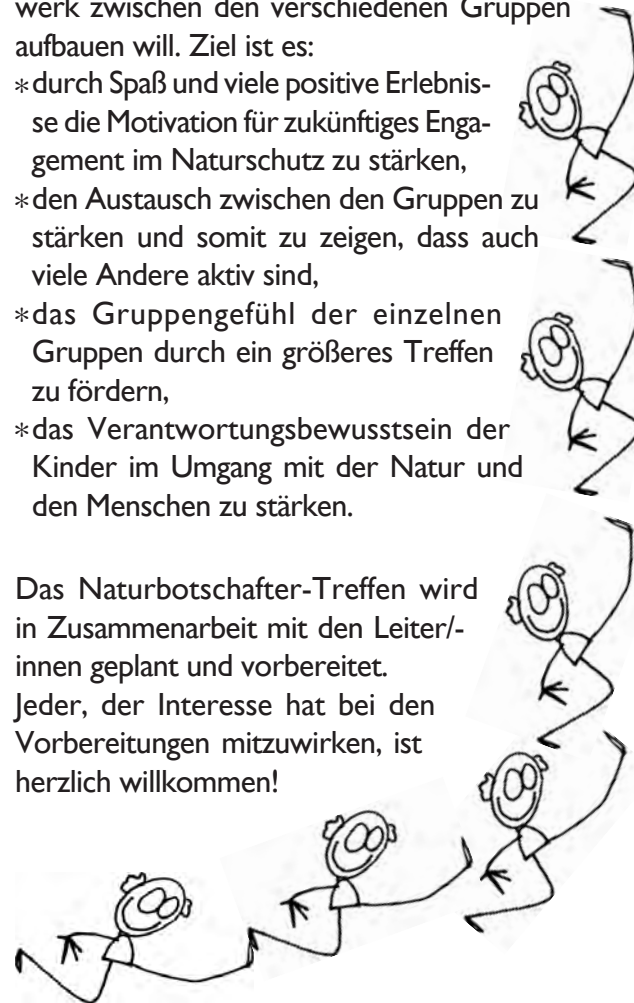 werk zwischen den verschiedenen Gruppen
aufbauen will. Ziel ist es:
*durch Spaß und viele positive Erlebnis-
se die Motivation für zukünftiges Enga-
gement im Naturschutz zu stärken,
*den Austausch zwischen den Gruppen zu
stärken und somit zu zeigen, dass auch
viele Andere aktiv sind,
*das Gruppengefühl der einzelnen
Gruppen durch ein größeres Treffen
zu fördern,
*das Verantwortungsbewusstsein der
Kinder im Umgang mit der Natur und
den Menschen zu stärken.
Das Naturbotschafter-Treffen wird
in Zusammenarbeit mit den Leiter/-
innen geplant und vorbereitet.
Jeder, der Interesse hat bei den
Vorbereitungen mitzuwirken, ist
herzlich willkommen!